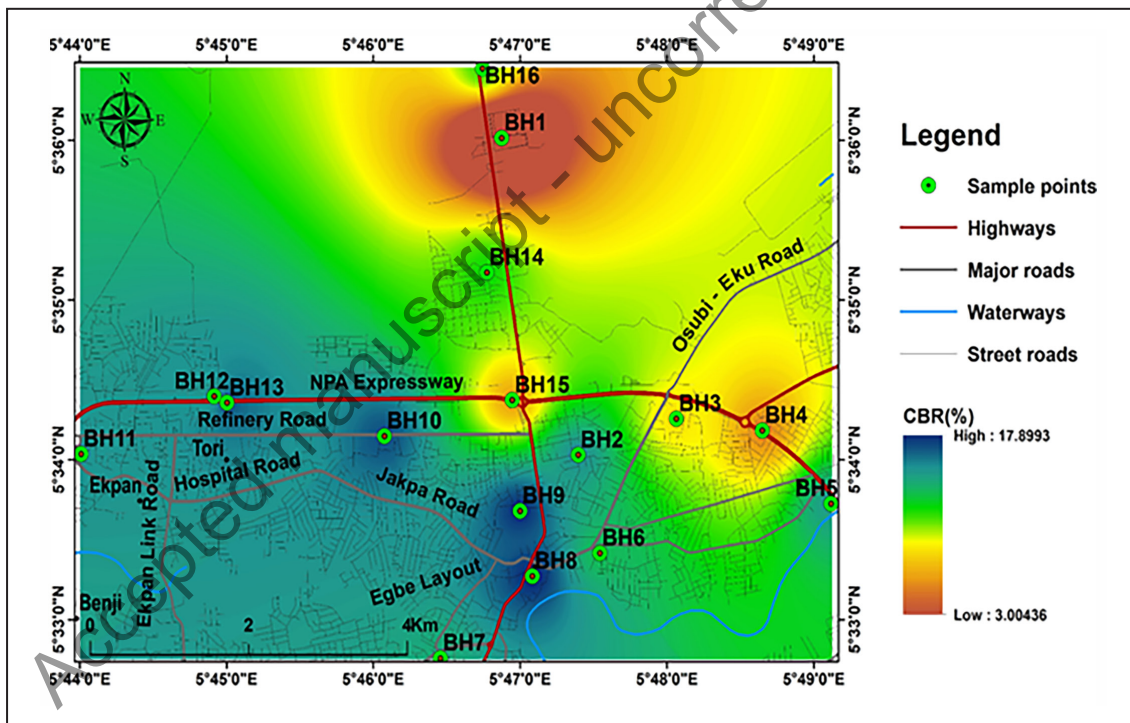 5°44'0"E 5°45'0"E 5°46'0"E 5°47'0"E 5°48'0"E 5°49'0"E
N
W E
S
BH16
BH1
5°36'0"N 5°36'0"N
Legend
Sample points
Highways
Major roads
Waterways
Street roads
BH14
Osubi - Eku Road
5°35'0"N 5°35'0"N
BH12 BH13 NPA Expressway BH15
Refinery Road BH10 BH3 BH4
CBR(%)
High : 17.8993
Low : 3.00436
BH11 Tori BH2
5°34'0"N 5°34'0"N
Ekpan Hospital Road
Jakpa Road BH9 BH5
Ekpan Link Road
BH6
Egbe Layout BH8
Benji
5°33'0"N 5°33'0"N
0 2 4Km
BH7
5°44'0"E 5°45'0"E 5°46'0"E 5°47'0"E 5°48'0"E 5°49'0"E
Accepted manuscript - uncorre